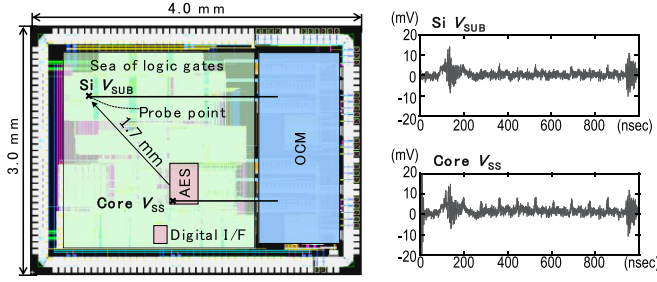 4.0 mm
3.0 mm
Sea of logic gates
Si VSUB
Probe point
1.7 mm
AES
OCM
Core VSS
Digital I/F
(mV) Si VSUB
20
10
0
-10
-20
0 200 400 600 800 (nsec)
(mV) Core VSS
20
10
0
-10
-20
0 200 400 600 800 (nsec)